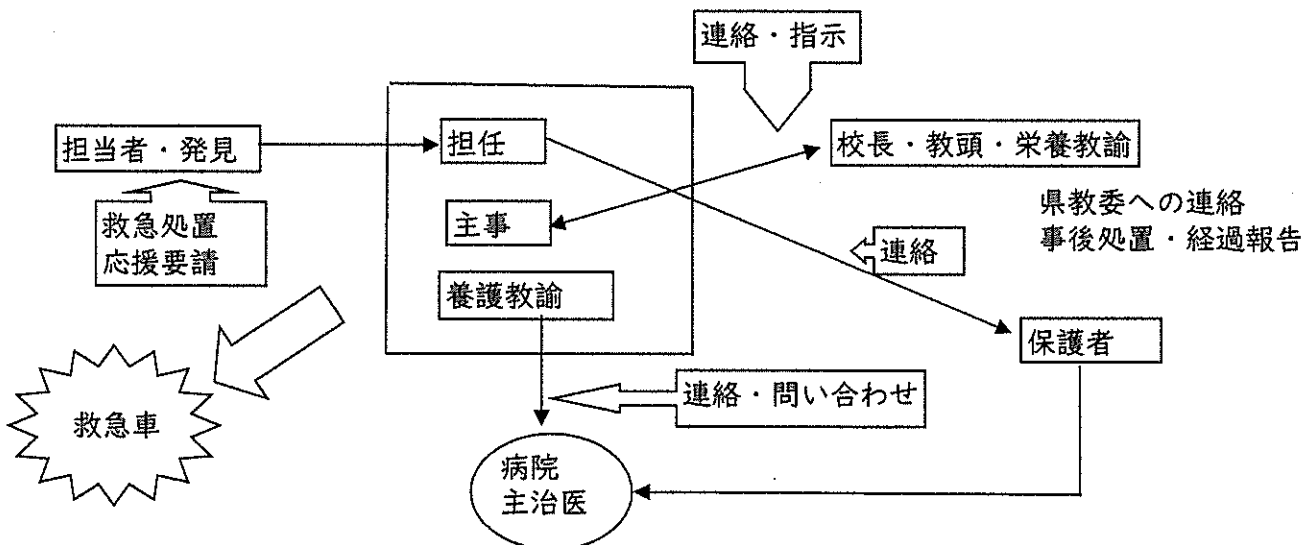 連絡・指示
担当者・発見
担任
校長・教頭・栄養教諭
救急処置
応援要請
主事
県教委への連絡
事後処置・経過報告
連絡
養護教諭
保護者
連絡・問い合わせ
救急車
病院
主治医